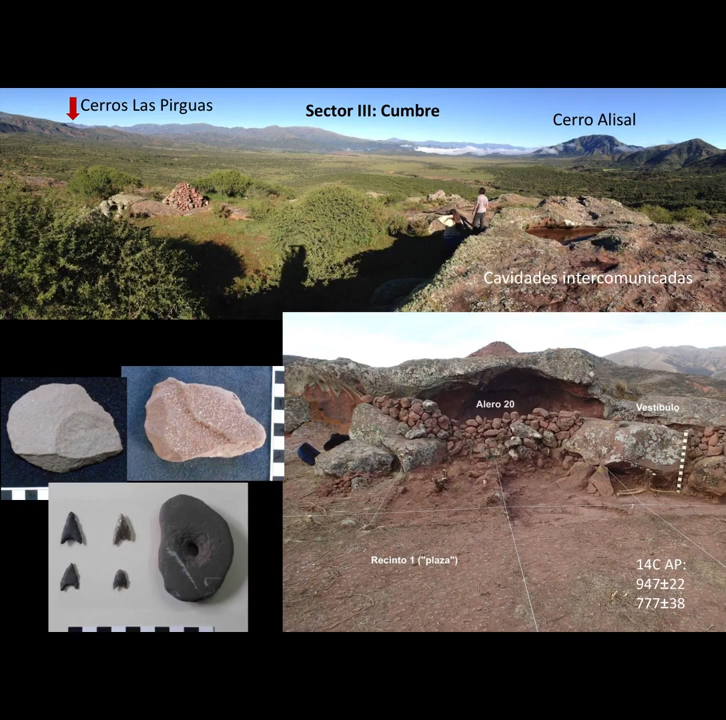 Cerros Las Pirguas
Sector III: Cumbre
Cerro Alisal
Cavidades intercomunicadas
Alero 20
Vestíbulo
Recinto 1 ("plaza")
14C AP:
947±22
777±38